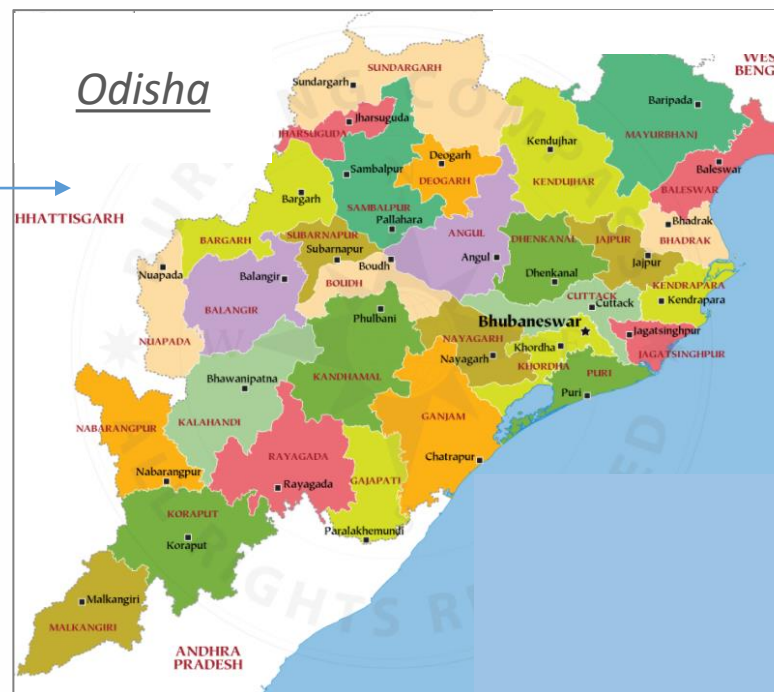 Odisha
SUNDARGARH
Sundargarh
WES
BENG
Baripada
MAYURBHANJ
Jharsuguda
JHARSUGUDA
Kendujhar
Deogarh
DEOGARH
KENDUJHAR
Baleswar
BALESWAR
Sambalpur
SAMBALPUR
Bargarh
BARGARH
HHATTISGARH
Pallahara
ANGUL
Angul
DHENKANAL
Dhenkanal
JAJPUR
Jajpur
Bhadrak
BHADRAK
SUBARNAPUR
Subarnapur
Boudh
BOUDH
Nuapada
NUAPADA
Balangir
BALANGIR
KENDRAPARA
Kendrapara
CUTTACK
Cuttack
Phulbani
KANDHAMAL
Bhubaneswar
NAYAGARH
Nayagarh
Khordha
KHORDHA
Jagatsinghpur
JAGATSINGHPUR
PURI
Puri
Bhawanipatna
KALAHANDI
NABARANGPUR
Nabarangpur
RAYAGADA
Rayagada
GANJAM
Chatrapur
GAJAPATI
Paralakhemundi
KORAPUT
Koraput
Malkangiri
MALKANGIRI
ANDHRA
PRADESH